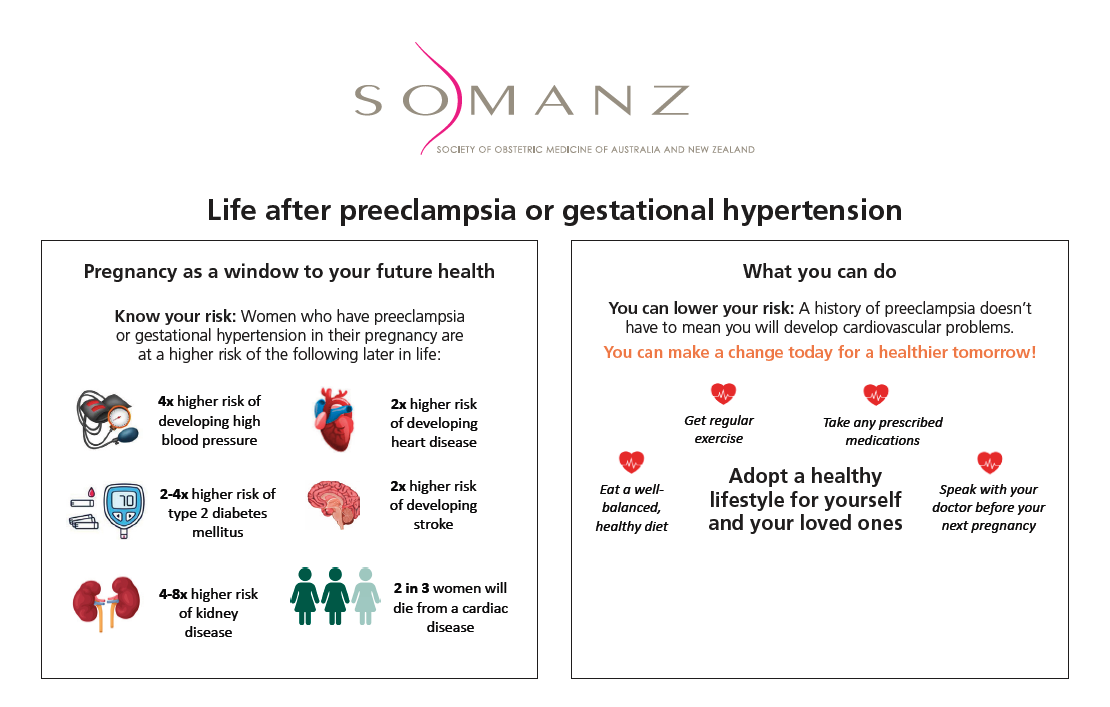 SOMANZ
SOCIETY OF OBSTETRIC MEDICINE OF AUSTRALIA AND NEW ZEALAND
Life after preeclampsia or gestational hypertension
Pregnancy as a window to your future health
Know your risk: Women who have preeclampsia
or gestational hypertension in their pregnancy are
at a higher risk of the following later in life:
4x higher risk of
developing high
blood pressure
2x higher risk
of developing
heart disease
70
2-4x higher risk of
type 2 diabetes
mellitus
2x higher risk
of developing
stroke
4-8x higher risk
of kidney
disease
2 in 3 women will
die from a cardiac
disease
What you can do
You can lower your risk: A history of preeclampsia doesn't
have to mean you will develop cardiovascular problems.
You can make a change today for a healthier tomorrow!
Get regular
exercise
Take any prescribed
medications
Eat a well-
balanced,
healthy diet
Adopt a healthy
lifestyle for yourself
and your loved ones
Speak with your
doctor before your
next pregnancy